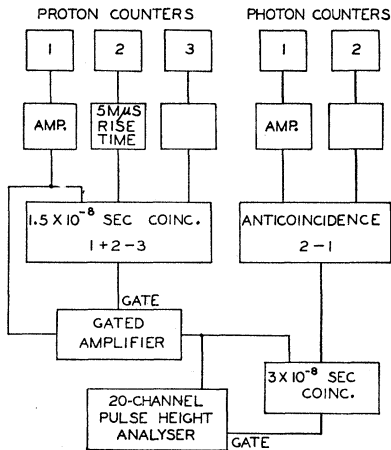 PROTON COUNTERS PHOTON COUNTERS
1 2 3 1 2
AMP. 5MμS RISE TIME AMP.
1.5 X 10⁻⁸ SEC COINC.
1+2-3
ANTICOINCIDENCE
2-1
GATE
GATED
AMPLIFIER
3X10⁻⁸ SEC
COINC.
20-CHANNEL
PULSE HEIGHT
ANALYSER
GATE